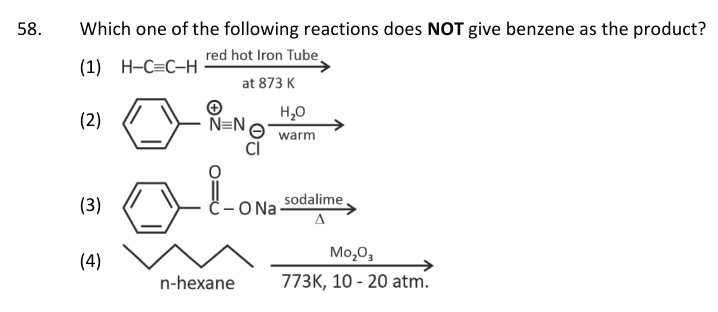 58. Which one of the following reactions does NOT give benzene as the product?
(1) H–C≡C–H red hot Iron Tube
at 873 K
(2) N≡N ⊕ ⊖ Cl H₂O
warm
(3) O
C – O Na sodalime
Δ
(4) n-hexane Mo₂O₃
773K, 10 - 20 atm.